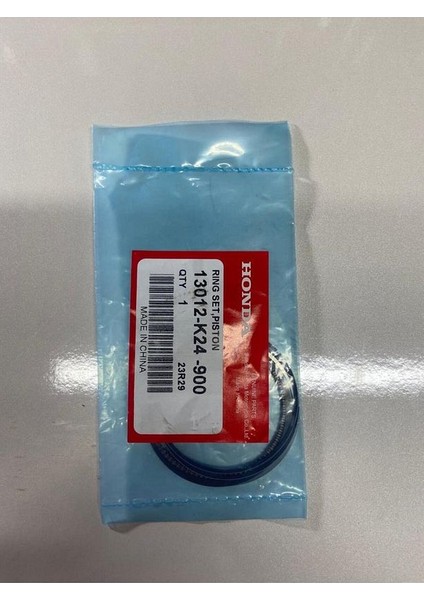 HONDA
RING SET,PISTON
13012-K24 -900
QTY 1
23R29
MADE IN CHINA